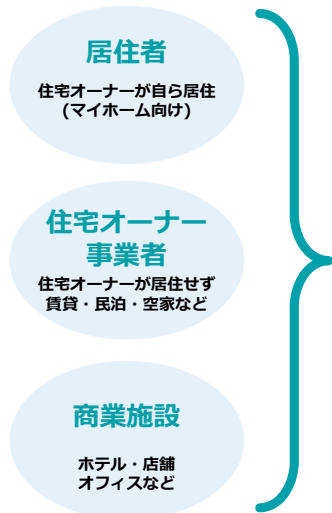 居住者
住宅オーナーが自ら居住
(マイホーム向け)
住宅オーナー
事業者
住宅オーナーが居住せず
賃貸・民泊・空家など
商業施設
ホテル・店舗
オフィスなど